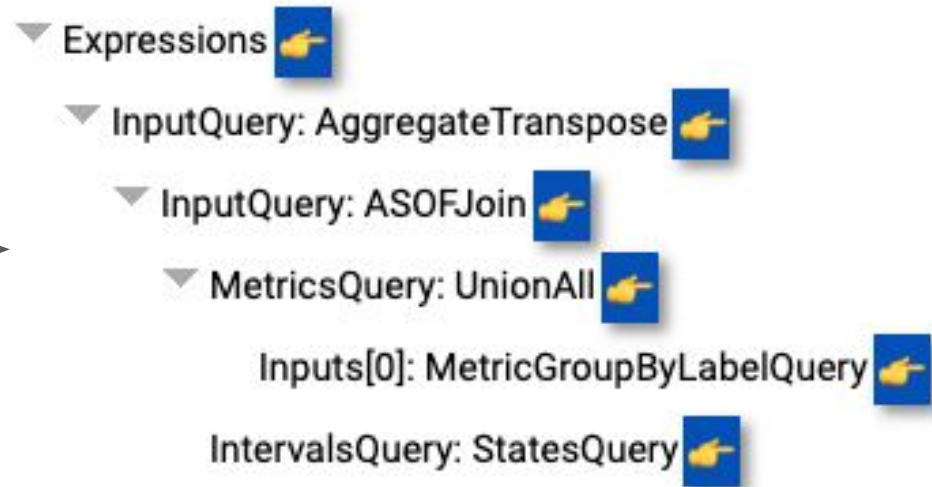 Expressions
InputQuery: AggregateTranspose
InputQuery: ASOFJoin
MetricsQuery: UnionAll
Inputs[0]: MetricGroupByLabelQuery
IntervalsQuery: StatesQuery